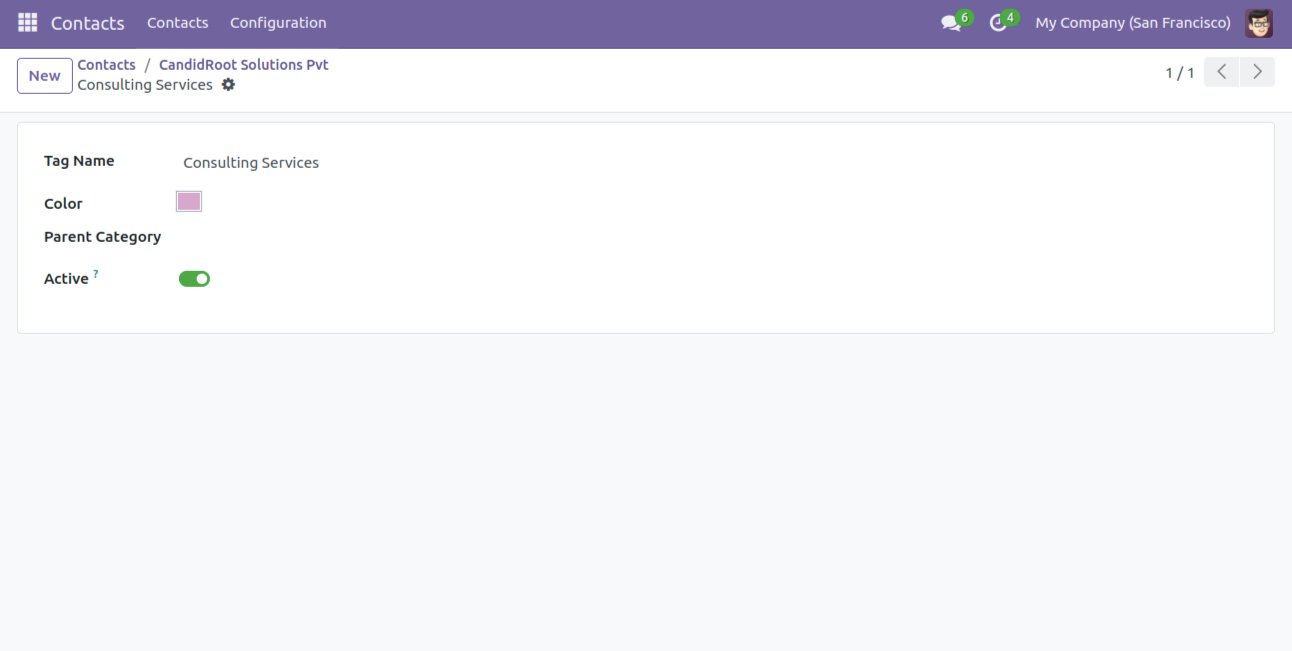 Contacts Contacts Configuration 6 4 My Company (San Francisco)
New Contacts / CandidRoot Solutions Pvt
Consulting Services
1 / 1
Tag Name Consulting Services
Color
Parent Category
Active ?